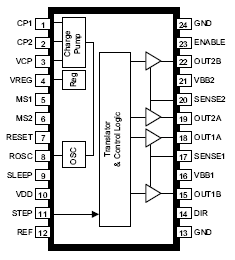 CP1 1 Charge Pump 24 GND
CP2 2 23 ENABLE
VCP 3 22 OUT2B
VREG 4 Reg 21 VBB2
MS1 5 20 SENSE2
MS2 6 Translator & Control Logic 19 OUT2A
RESET 7 18 OUT1A
ROSC 8 OSC 17 SENSE1
SLEEP 9 16 VBB1
VDD 10 15 OUT1B
STEP 11 14 DIR
REF 12 13 GND